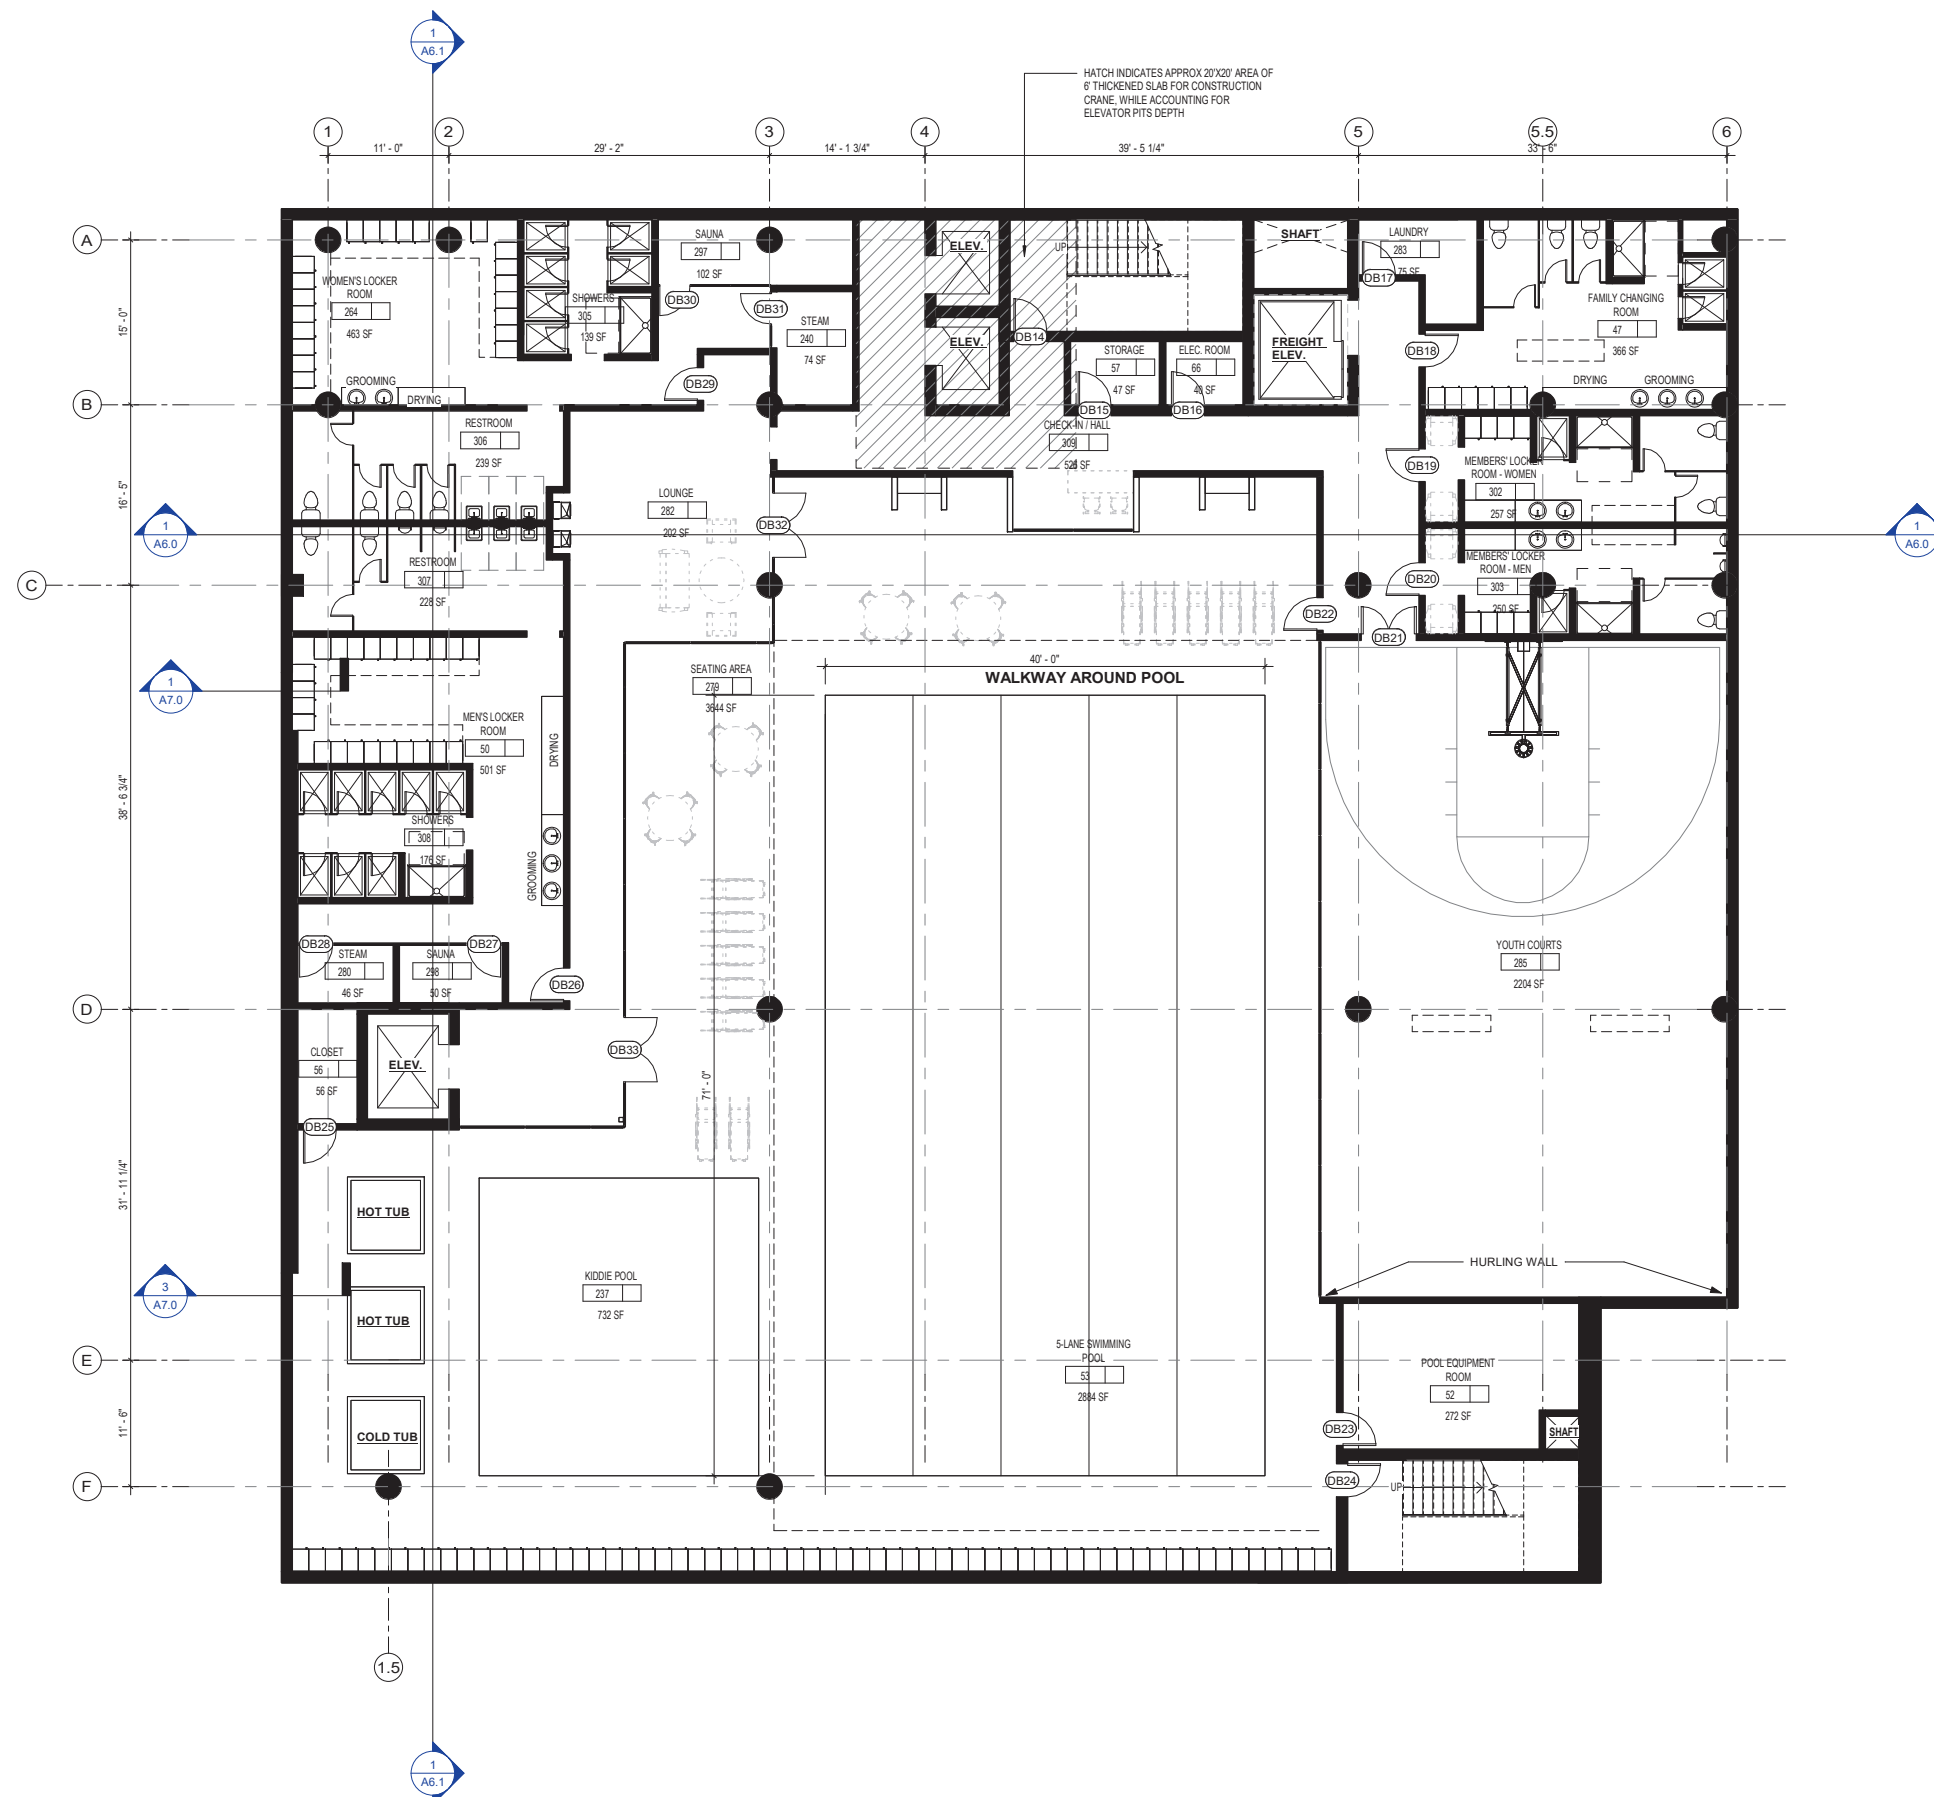 1
A6.1
HATCH INDICATES APPROX 20'X20' AREA OF
6' THICKENED SLAB FOR CONSTRUCTION
CRANE, WHILE ACCOUNTING FOR
ELEVATOR PITS DEPTH
1
2
3
4
5
5.5
6
11' - 0"
29' - 2"
14' - 1 3/4"
39' - 5 1/4"
33' - 6"
A
B
C
D
E
F
15' - 0"
16' - 5"
38' - 6 3/4"
31' - 11 1/4"
11' - 6"
WOMEN'S LOCKER
ROOM
264
463 SF
GROOMING
DRYING
SHOWERS
305
139 SF
SAUNA
297
102 SF
DB30
DB31
STEAM
240
74 SF
DB29
ELEV.
ELEV.
UP
DB14
SHAFT
FREIGHT
ELEV.
STORAGE
57
47 SF
DB15
ELEC. ROOM
66
40 SF
DB16
LAUNDRY
283
75 SF
DB17
DB18
FAMILY CHANGING
ROOM
47
366 SF
DRYING
GROOMING
CHECK-IN / HALL
309
526 SF
RESTROOM
306
239 SF
RESTROOM
307
228 SF
LOUNGE
282
202 SF
DB32
DB19
MEMBERS' LOCKER
ROOM - WOMEN
302
257 SF
MEMBERS' LOCKER
ROOM - MEN
303
250 SF
DB20
DB21
DB22
1
A6.0
1
A6.0
1
A7.0
SEATING AREA
279
3644 SF
40' - 0"
WALKWAY AROUND POOL
MEN'S LOCKER
ROOM
50
501 SF
DRYING
GROOMING
SHOWERS
308
176 SF
DB28
STEAM
280
46 SF
DB27
SAUNA
298
50 SF
DB26
CLOSET
56
56 SF
ELEV.
DB25
DB33
71' - 0"
YOUTH COURTS
285
2204 SF
HURLING WALL
HOT TUB
HOT TUB
COLD TUB
3
A7.0
KIDDIE POOL
237
732 SF
5-LANE SWIMMING
POOL
53
2884 SF
POOL EQUIPMENT
ROOM
52
272 SF
SHAFT
DB23
DB24
UP
1.5
1
A6.1